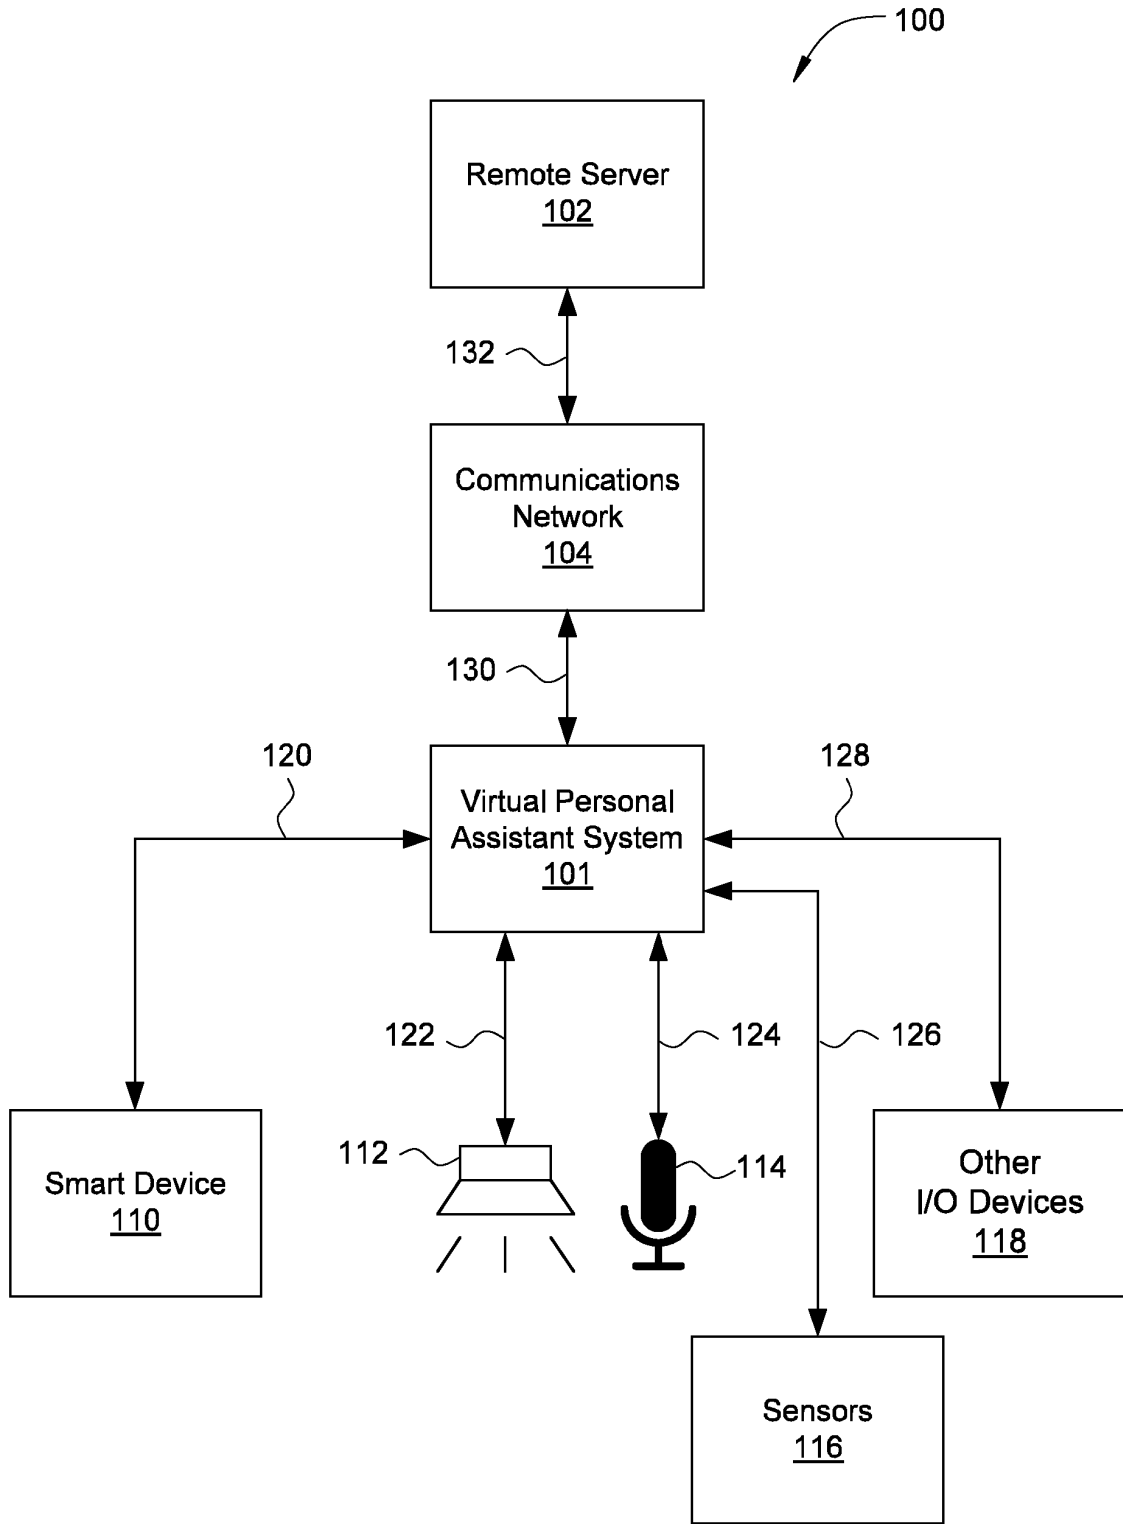 100
Remote Server
102
132
Communications
Network
104
130
120
128
Virtual Personal
Assistant System
101
122
124
126
112
114
Smart Device
110
Other
I/O Devices
118
Sensors
116